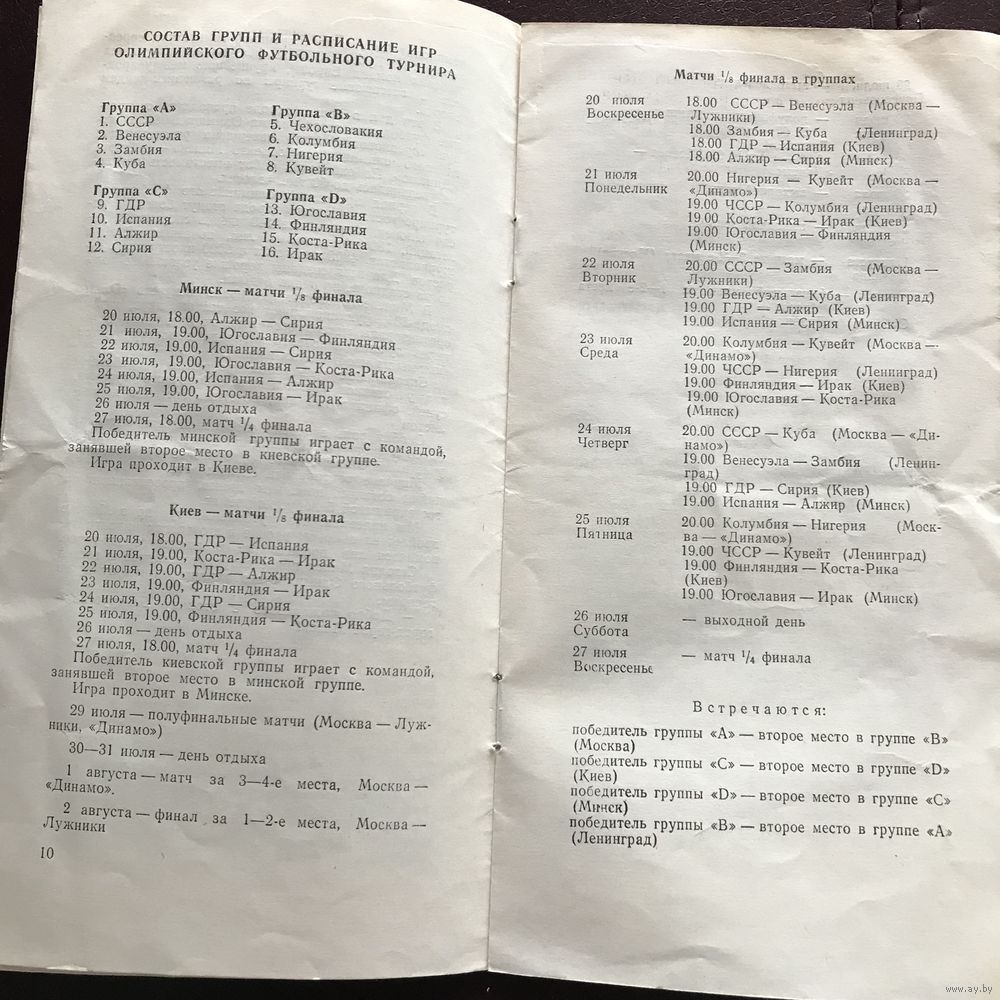 СОСТАВ ГРУПП И РАСПИСАНИЕ ИГР
ОЛИМПИЙСКОГО ФУТБОЛЬНОГО ТУРНИРА
Группа «А»
1. СССР
2. Венесуэла
3. Замбия
4. Куба
Группа «В»
5. Чехословакия
6. Колумбия
7. Нигерия
8. Кувейт
Группа «С»
9. ГДР
10. Испания
11. Алжир
12. Сирия
Группа «D»
13. Югославия
14. Финляндия
15. Коста-Рика
16. Ирак
Минск — матчи 1/8 финала
20 июля, 18.00, Алжир — Сирия
21 июля, 19.00, Югославия — Финляндия
22 июля, 19.00, Испания — Сирия
23 июля, 19.00, Югославия — Коста-Рика
24 июля, 19.00, Испания — Алжир
25 июля, 19.00, Югославия — Ирак
26 июля — день отдыха
27 июля, 18.00, матч 1/4 финала
Победитель минской группы играет с командой,
занявшей второе место в киевской группе.
Игра проходит в Киеве.
Киев — матчи 1/8 финала
20 июля, 18.00, ГДР — Испания
21 июля, 19.00, Коста-Рика — Ирак
22 июля, 19.00, ГДР — Алжир
23 июля, 19.00, Финляндия — Ирак
24 июля, 19.00, ГДР — Сирия
25 июля, 19.00, Финляндия — Коста-Рика
26 июля — день отдыха
27 июля, 18.00, матч 1/4 финала
Победитель киевской группы играет с командой,
занявшей второе место в минской группе.
Игра проходит в Минске.
29 июля — полуфинальные матчи (Москва — Луж-
ники, «Динамо»)
30—31 июля — день отдыха
1 августа — матч за 3—4-е места, Москва —
«Динамо».
2 августа — финал за 1—2-е места, Москва —
Лужники
10
Матчи 1/8 финала в группах
20 июля
Воскресенье
18.00 СССР — Венесуэла (Москва —
Лужники)
18.00 Замбия — Куба (Ленинград)
18.00 ГДР — Испания (Киев)
18.00 Алжир — Сирия (Минск)
21 июля
Понедельник
20.00 Нигерия — Кувейт (Москва —
«Динамо»)
19.00 ЧССР — Колумбия (Ленинград)
19 00 Коста-Рика — Ирак (Киев)
19.00 Югославия — Финляндия
(Минск)
22 июля
Вторник
20.00 СССР — Замбия (Москва —
Лужники)
19.00 Венесуэла — Куба (Ленинград)
19.00 ГДР — Алжир (Киев)
19.00 Испания — Сирия (Минск)
23 июля
Среда
20.00 Колумбия — Кувейт (Москва —
«Динамо»)
19.00 ЧССР — Нигерия (Ленинград)
19.00 Финляндия — Ирак (Киев)
19.00 Югославия — Коста-Рика
(Минск)
24 июля
Четверг
20.00 СССР — Куба (Москва — «Ди-
намо»)
19.00 Венесуэла — Замбия (Ленин-
град)
19.00 ГДР — Сирия (Киев)
19.00 Испания — Алжир (Минск)
25 июля
Пятница
20.00 Колумбия — Нигерия (Моск-
ва — «Динамо»)
19.00 ЧССР — Кувейт (Ленинград)
19.00 Финляндия — Коста-Рика
(Киев)
19.00 Югославия — Ирак (Минск)
26 июля
Суббота
— выходной день
27 июля
Воскресенье
— матч 1/4 финала
Встречаются:
победитель группы «А» — второе место в группе «В»
(Москва)
победитель группы «С» — второе место в группе «D»
(Киев)
победитель группы «D» — второе место в группе «С»
(Минск)
победитель группы «В» — второе место в группе «А»
(Ленинград)
www.ay.by